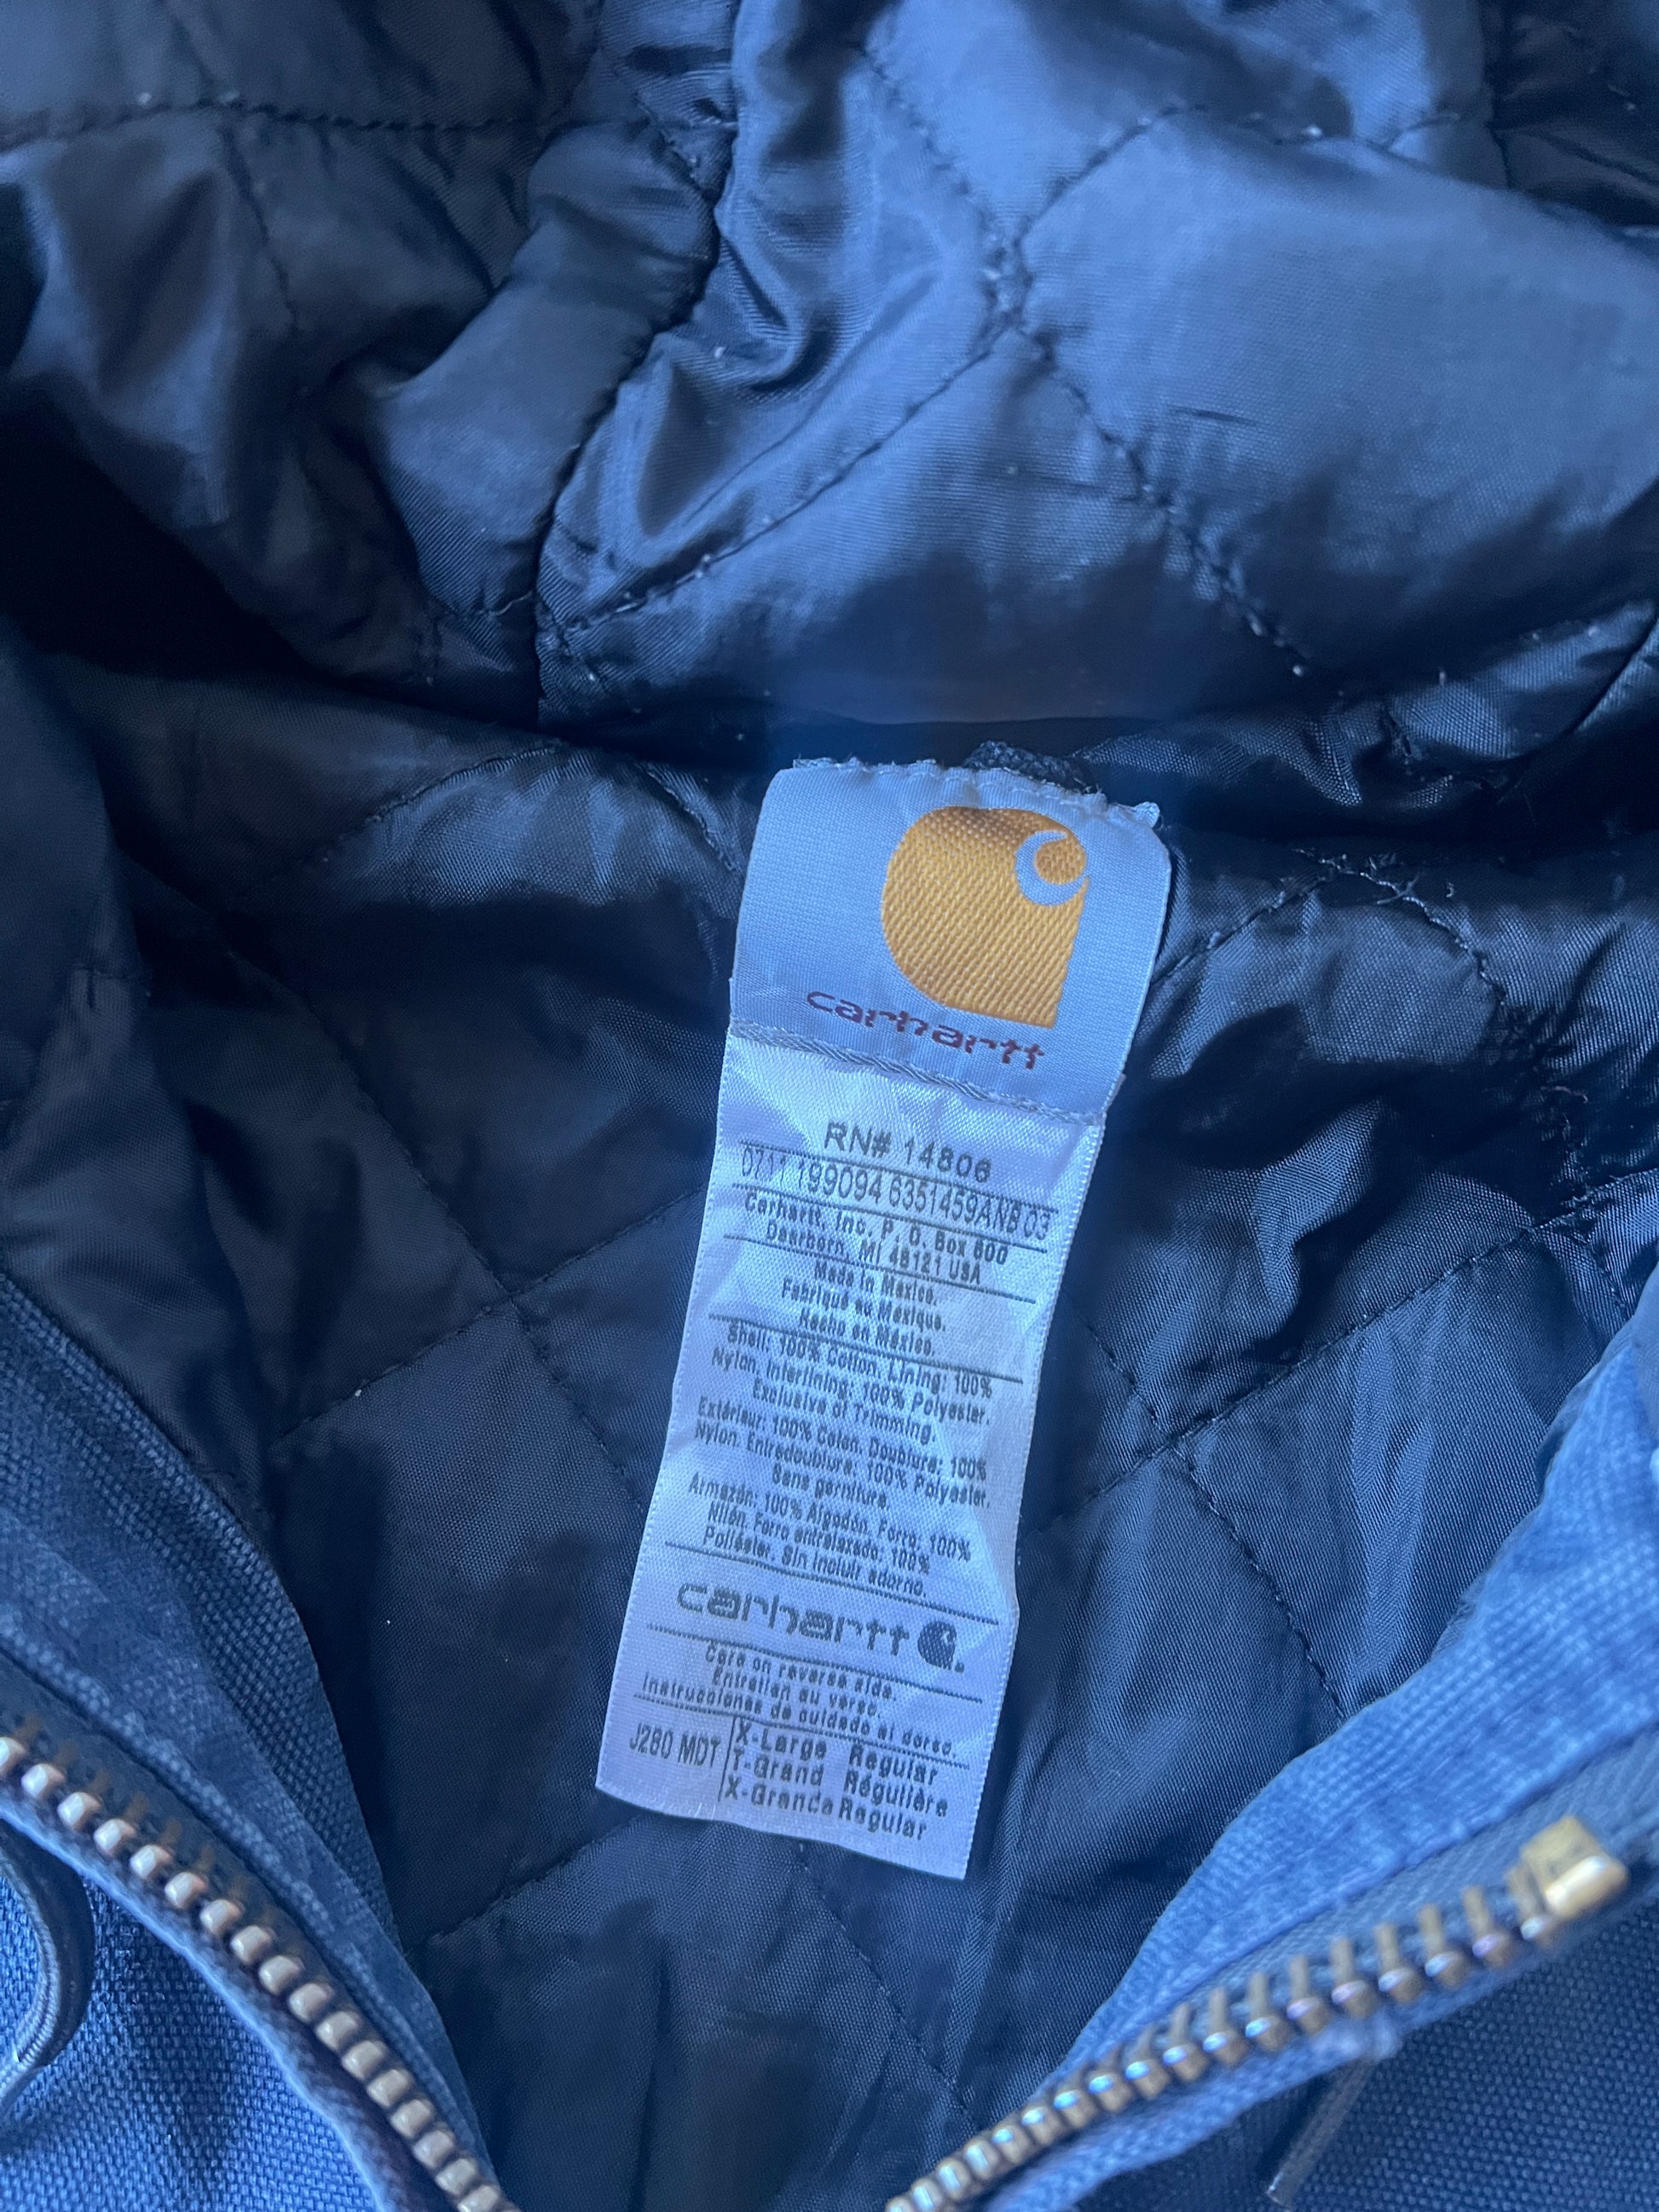 carhartt
RN# 14806
0711 199094 6351459ANB 03
Carhartt, Inc. P. O. Box 600
Dearborn, MI 48121 USA
Made in Mexico.
Fabriqué au Mexique.
Hecho en México.
Shell: 100% Cotton. Lining: 100%
Nylon. Interlining: 100% Polyester.
Exclusive of Trimming.
Extérieur: 100% Coton. Doublure: 100%
Nylon. Entredoublure: 100% Polyester.
Sans garniture.
Armazón: 100% Algodón. Forro: 100%
Nilón. Forro entrelazado: 100%
Poliéster. Sin incluir adorno.
carhartt
Care on reverse side.
Entretien au verso.
Instrucciones de cuidado al dorso.
J280 MDT
X-Large Regular
T-Grand Régulière
X-Grande Regular